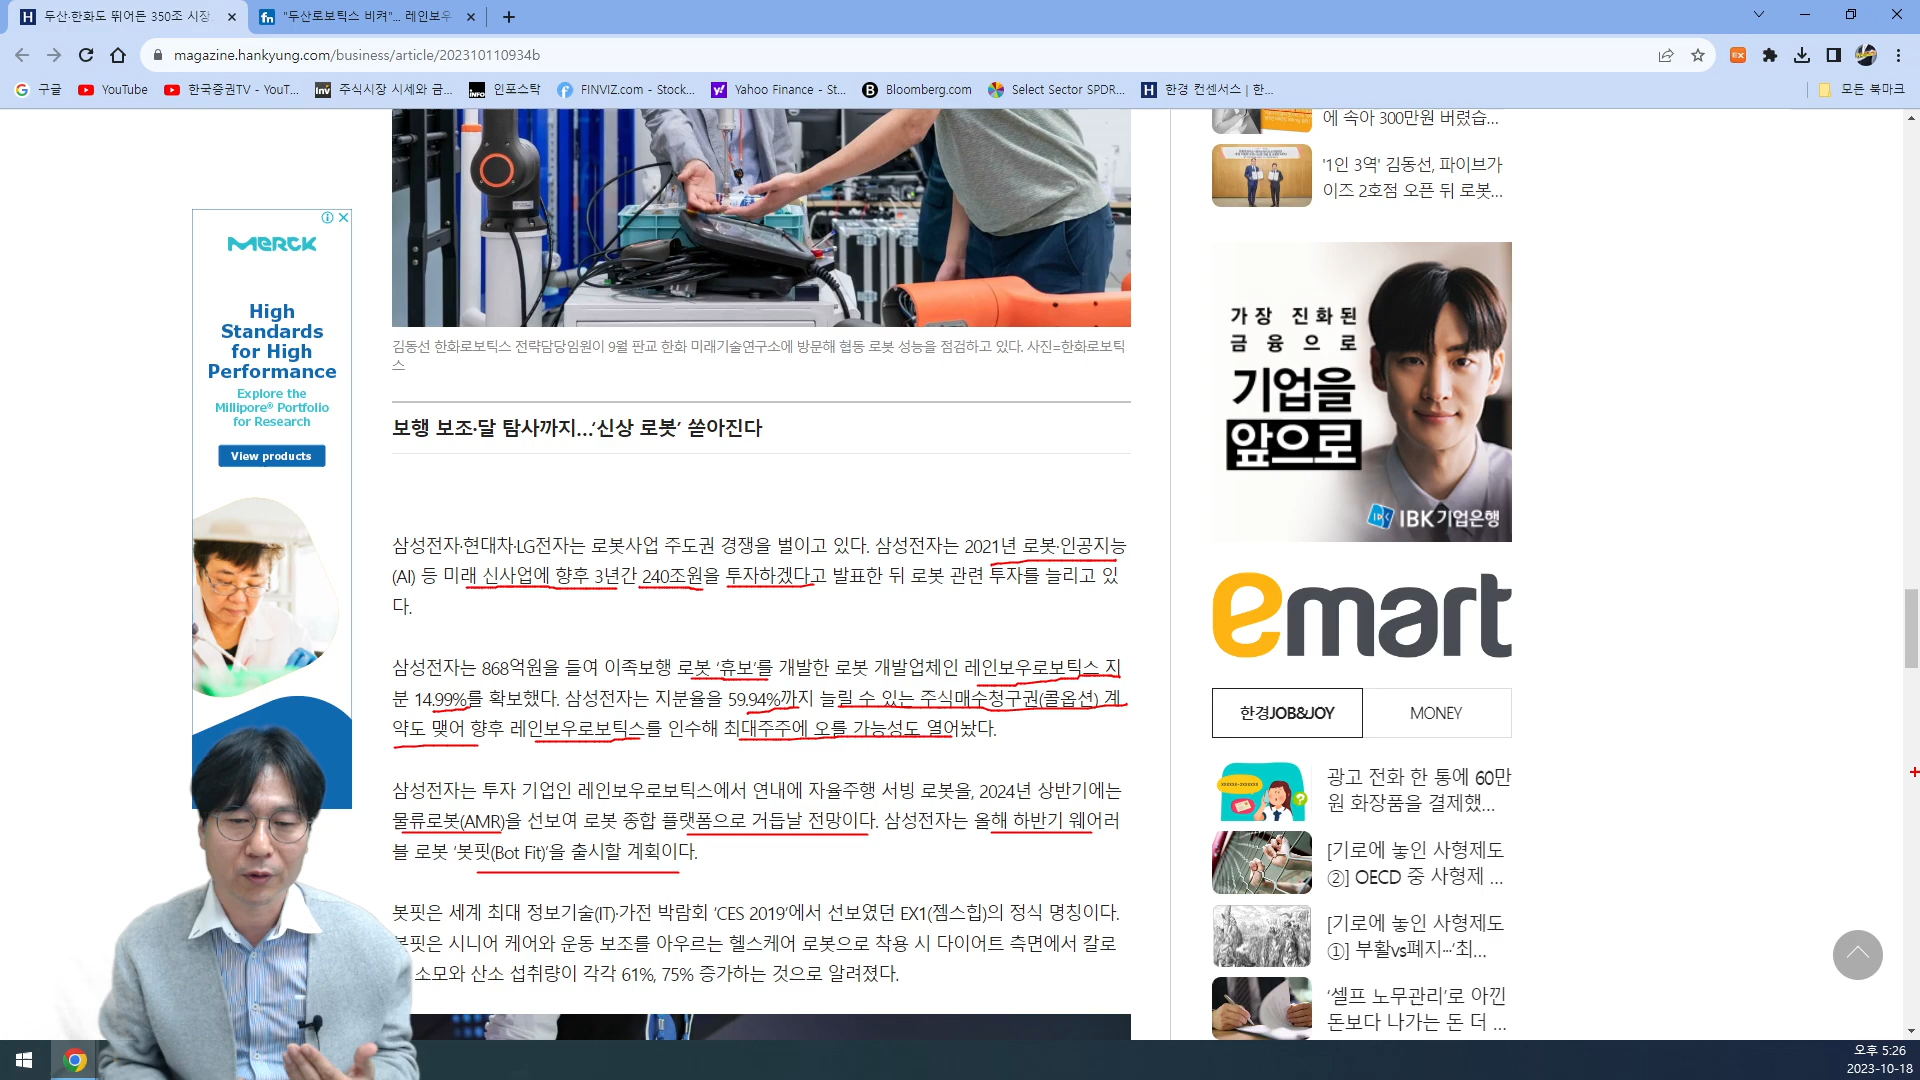 두산·한화도 뛰어든 350조 시장
"두산로보틱스 비켜"... 레인보우
magazine.hankyung.com/business/article/202310110934b
구글
YouTube
한국증권TV - YouT...
주식시장 시세와 금...
인포스탁
FINVIZ.com - Stock...
Yahoo Finance - St...
Bloomberg.com
Select Sector SPDR...
한경 컨센서스 | 한...
모든 북마크
에 속아 300만원 버렸습...
'1인 3역' 김동선, 파이브가
이즈 2호점 오픈 뒤 로봇...
MERCK
High
Standards
for High
Performance
Explore the
Millipore® Portfolio
for Research
View products
김동선 한화로보틱스 전략담당임원이 9월 판교 한화 미래기술연구소에 방문해 협동 로봇 성능을 점검하고 있다. 사진=한화로보틱
스
보행 보조·달 탐사까지...‘신상 로봇’ 쏟아진다
삼성전자·현대차·LG전자는 로봇사업 주도권 경쟁을 벌이고 있다. 삼성전자는 2021년 로봇·인공지능
(AI) 등 미래 신사업에 향후 3년간 240조원을 투자하겠다고 발표한 뒤 로봇 관련 투자를 늘리고 있
다.
삼성전자는 868억원을 들여 이족보행 로봇 ‘휴보’를 개발한 로봇 개발업체인 레인보우로보틱스 지
분 14.99%를 확보했다. 삼성전자는 지분율을 59.94%까지 늘릴 수 있는 주식매수청구권(콜옵션) 계
약도 맺어 향후 레인보우로보틱스를 인수해 최대주주에 오를 가능성도 열어놨다.
삼성전자는 투자 기업인 레인보우로보틱스에서 연내에 자율주행 서빙 로봇을, 2024년 상반기에는
물류로봇(AMR)을 선보여 로봇 종합 플랫폼으로 거듭날 전망이다. 삼성전자는 올해 하반기 웨어러
블 로봇 ‘봇핏(Bot Fit)’을 출시할 계획이다.
봇핏은 세계 최대 정보기술(IT)·가전 박람회 ‘CES 2019’에서 선보였던 EX1(젬스힙)의 정식 명칭이다.
봇핏은 시니어 케어와 운동 보조를 아우르는 헬스케어 로봇으로 착용 시 다이어트 측면에서 칼로
소모와 산소 섭취량이 각각 61%, 75% 증가하는 것으로 알려졌다.
가장 진화된
금융으로
기업을
앞으로
IBK기업은행
emart
한경JOB&JOY
MONEY
광고 전화 한 통에 60만
원 화장품을 결제했...
[기로에 놓인 사형제도
②] OECD 중 사형제 ...
[기로에 놓인 사형제도
①] 부활vs폐지···‘최...
‘셀프 노무관리’로 아낀
돈보다 나가는 돈 더 ...
오후 5:26
2023-10-18